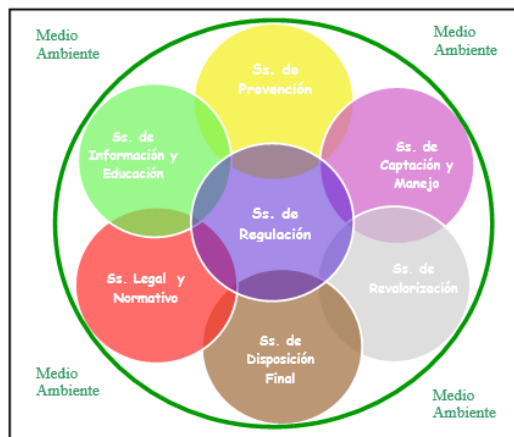 Medio
Ambiente
Medio
Ambiente
Ss. de
Prevención
Ss. de
Información y
Educación
Ss. de
Captación y
Manejo
Ss. de
Regulación
Ss. Legal y
Normativo
Ss. de
Revalorización
Ss. de
Disposición
Final
Medio
Ambiente
Medio
Ambiente